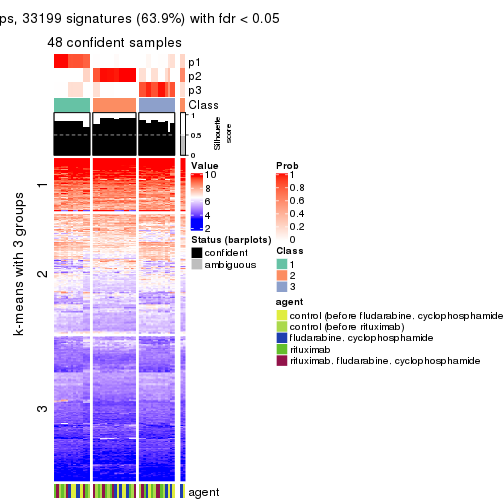 ps, 33199 signatures (63.9%) with fdr < 0.05
48 confident samples
p1
p2
p3
Class
1
0.5
0
Silhouette
score
k-means with 3 groups
1
2
3
agent
Value
10
8
6
4
2
Status (barplots)
confident
ambiguous
Prob
1
0.8
0.6
0.4
0.2
0
Class
1
2
3
agent
control (before fludarabine. cyclophosphamide
control (before rituximab)
fludarabine. cyclophosphamide
rituximab
rituximab. fludarabine. cyclophosphamide